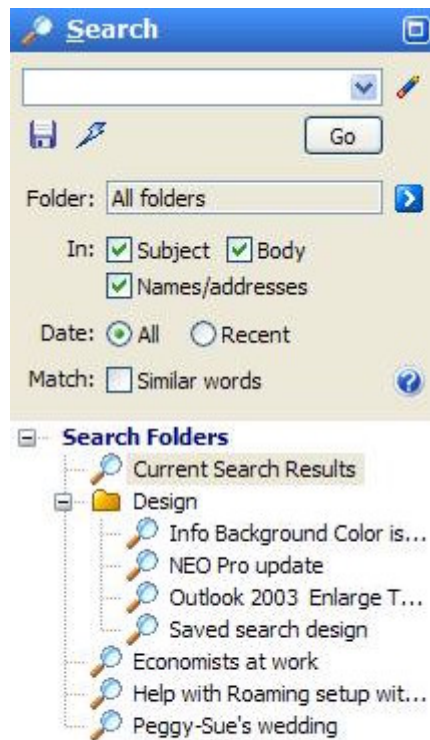 Search
Go
Folder: All folders
In: Subject Body
Names/addresses
Date: All Recent
Match: Similar words
Search Folders
Current Search Results
Design
Info Background Color is...
NEO Pro update
Outlook 2003 Enlarge T...
Saved search design
Economists at work
Help with Roaming setup wit...
Peggy-Sue's wedding